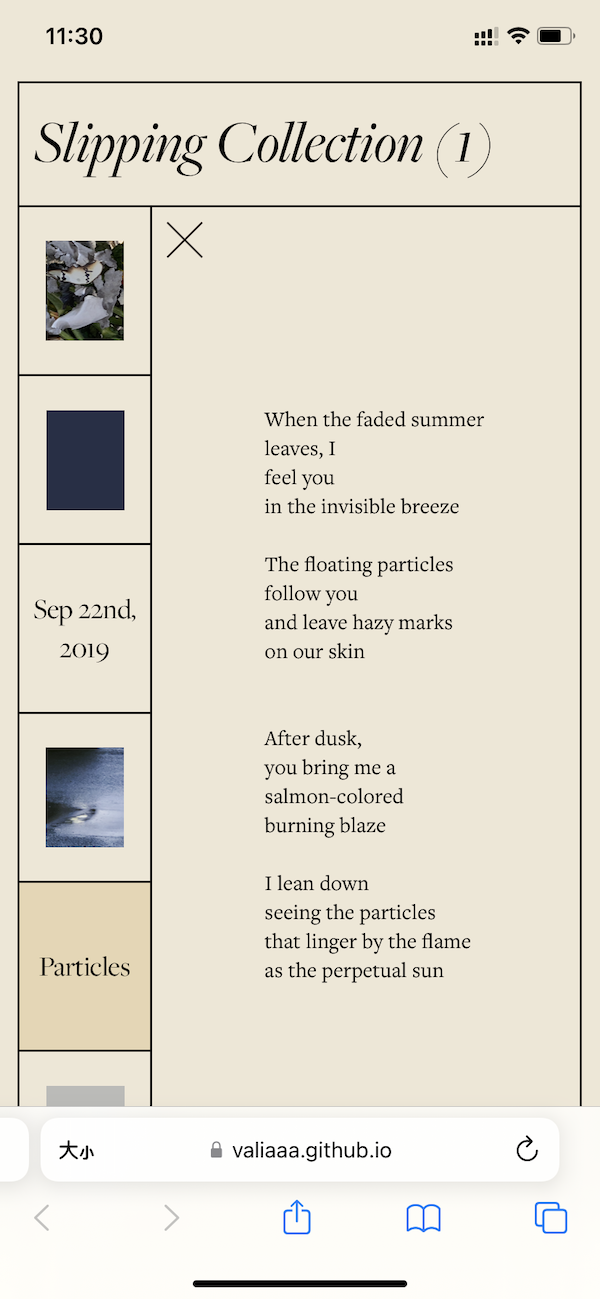 11:30
Slipping Collection (1)
When the faded summer
leaves, I
feel you
in the invisible breeze
The floating particles
follow you
and leave hazy marks
on our skin
Sep 22nd,
2019
After dusk,
you bring me a
salmon-colored
burning blaze
I lean down
seeing the particles
that linger by the flame
as the perpetual sun
Particles
大小
valiaaa.github.io